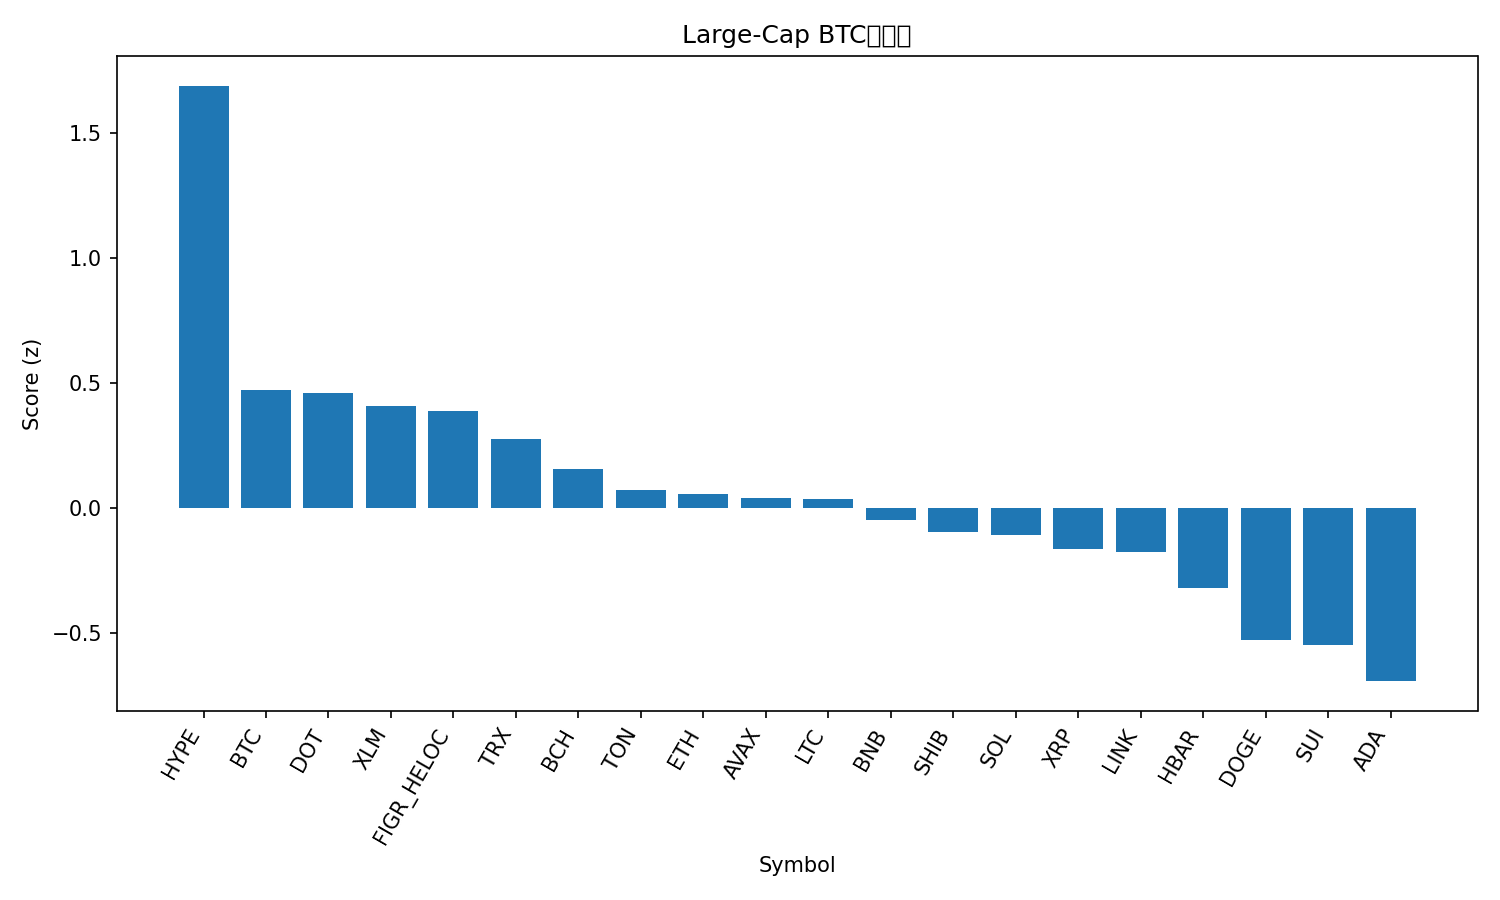 Large-Cap BTC
Score (z)
1.5
1.0
0.5
0.0
−0.5
HYPE
BTC
DOT
XLM
FIGR_HELOC
TRX
BCH
TON
ETH
AVAX
LTC
BNB
SHIB
SOL
XRP
LINK
HBAR
DOGE
SUI
ADA
Symbol